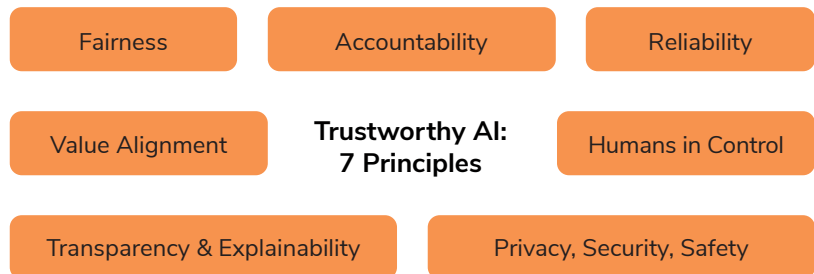 Fairness
Accountability
Reliability
Value Alignment
Trustworthy AI:
7 Principles
Humans in Control
Transparency & Explainability
Privacy, Security, Safety